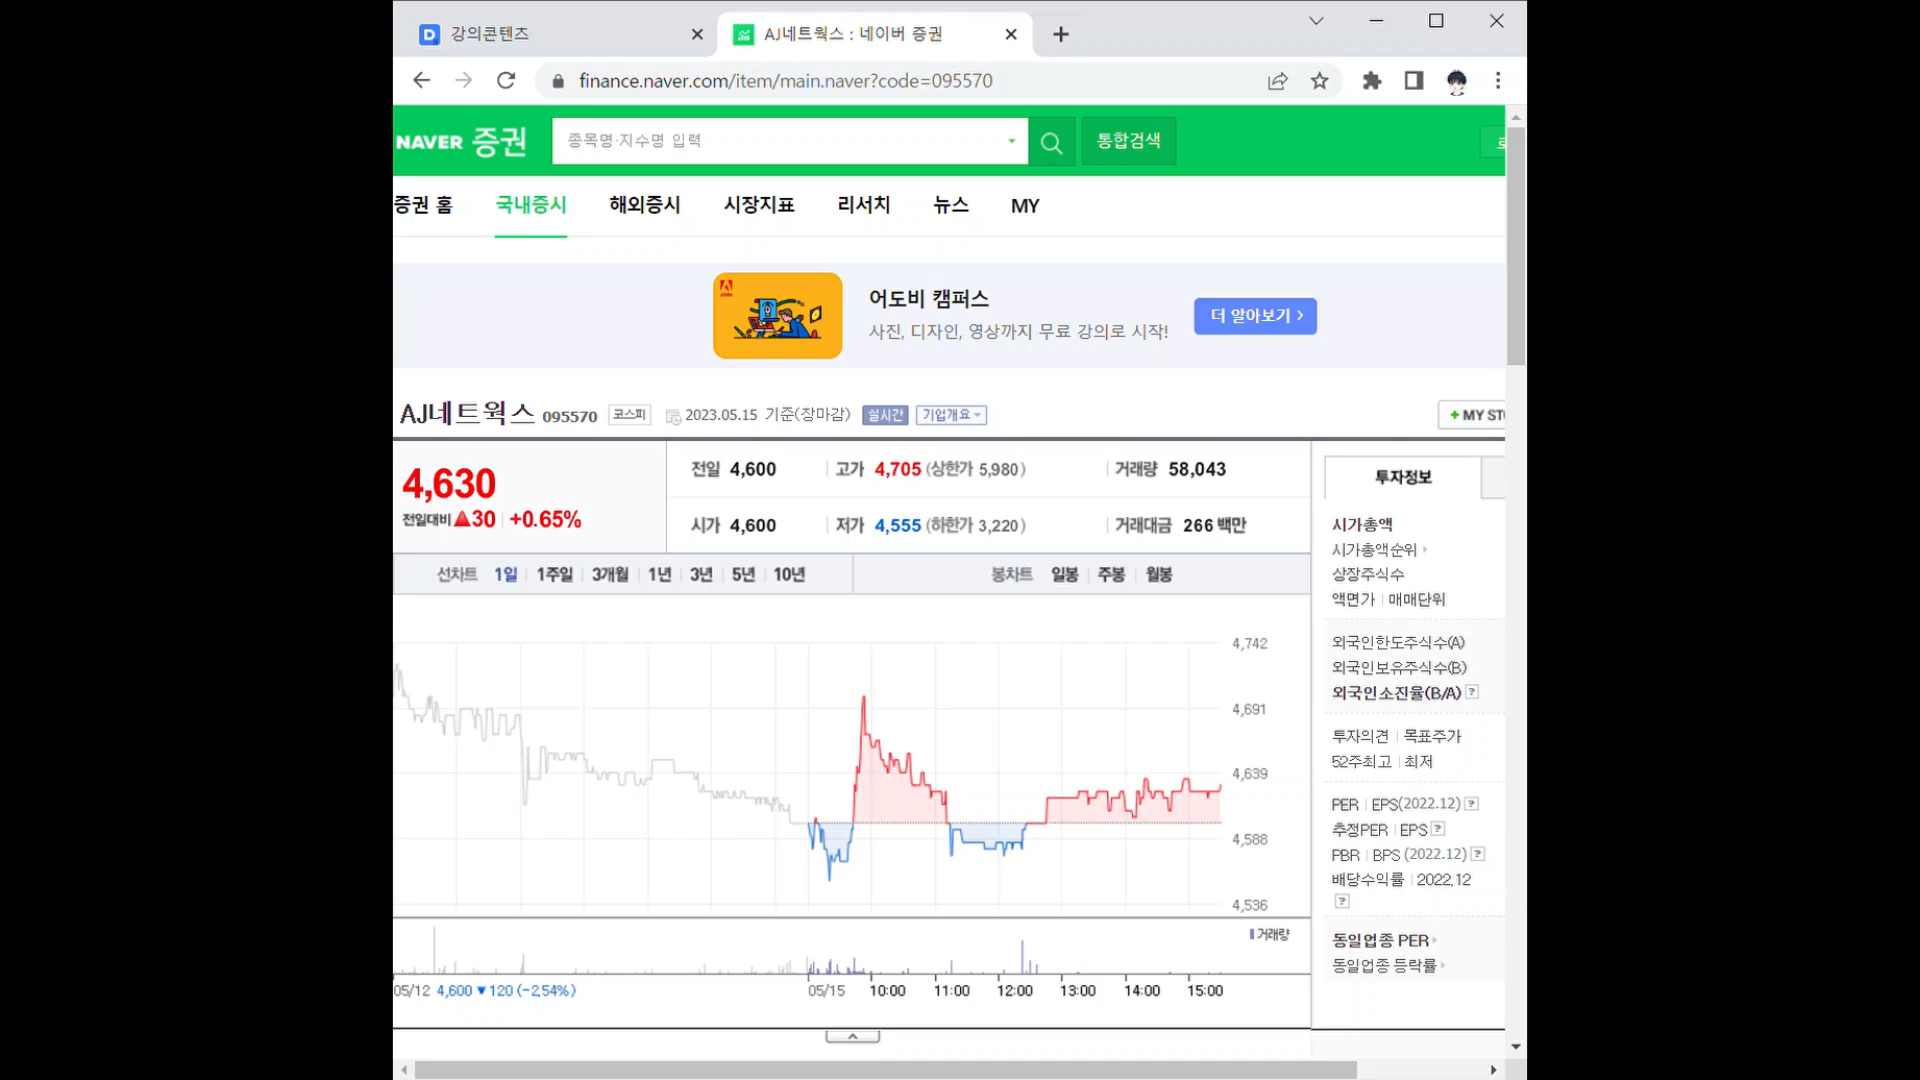 강의콘텐츠
AJ네트웍스 : 네이버 증권
finance.naver.com/item/main.naver?code=095570
NAVER 증권
종목명·지수명 입력
통합검색
증권 홈 국내증시 해외증시 시장지표 리서치 뉴스 MY
어도비 캠퍼스
사진, 디자인, 영상까지 무료 강의로 시작!
더 알아보기 >
AJ네트웍스 095570 코스피 2023.05.15 기준(장마감) 실시간 기업개요
+ MY STO
4,630
전일대비 ▲30 +0.65%
전일 4,600 고가 4,705 (상한가 5,980) 거래량 58,043
시가 4,600 저가 4,555 (하한가 3,220) 거래대금 266 백만
선차트 1일 1주일 3개월 1년 3년 5년 10년
봉차트 일봉 주봉 월봉
4,742
4,691
4,639
4,588
4,536
거래량
05/12 4,600 ▼120 (-2.54%)
05/15 10:00 11:00 12:00 13:00 14:00 15:00
투자정보
시가총액
시가총액순위
상장주식수
액면가 매매단위
외국인한도주식수(A)
외국인보유주식수(B)
외국인소진율(B/A) ?
투자의견 목표주가
52주최고 최저
PER EPS(2022.12) ?
추정PER EPS ?
PBR BPS (2022.12) ?
배당수익률 2022.12
?
동일업종 PER
동일업종 등락률